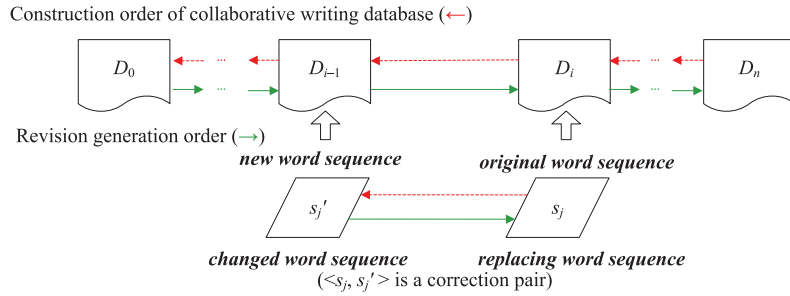 Construction order of collaborative writing database (←)
D₀ ... Dᵢ₋₁ Dᵢ ... Dₙ
... ...
Revision generation order (→)
new word sequence original word sequence
sⱼ' sⱼ
changed word sequence replacing word sequence
(<sⱼ, sⱼ' > is a correction pair)